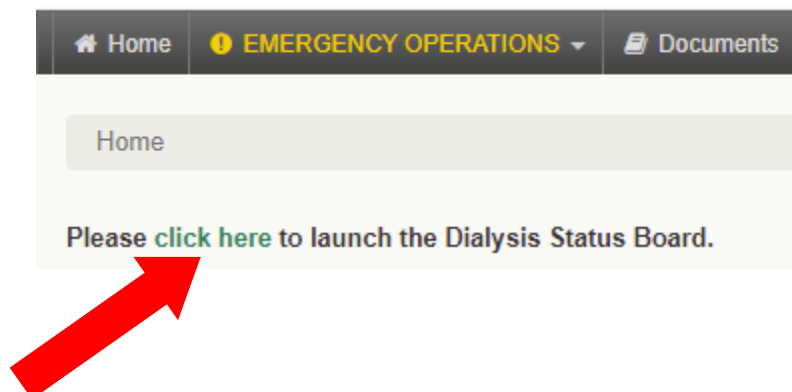 Home EMERGENCY OPERATIONS Documents
Home
Please click here to launch the Dialysis Status Board.